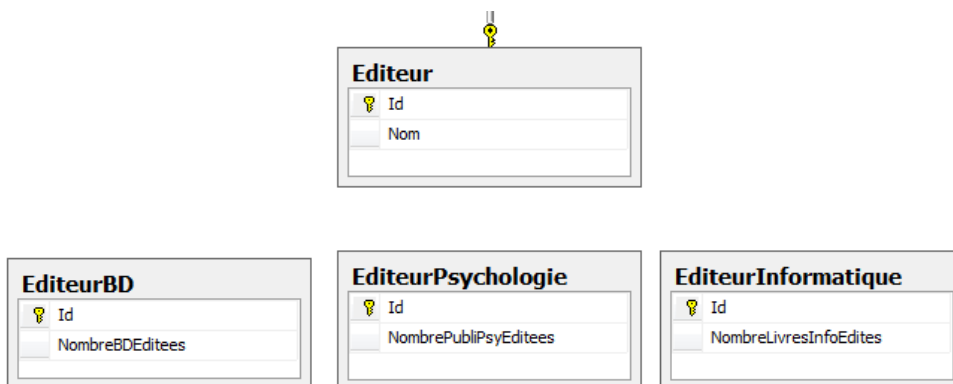 Editeur
Id
Nom
EditeurBD
Id
NombreBDEditees
EditeurPsychologie
Id
NombrePubliPsyEditees
EditeurInformatique
Id
NombreLivresInfoEdites